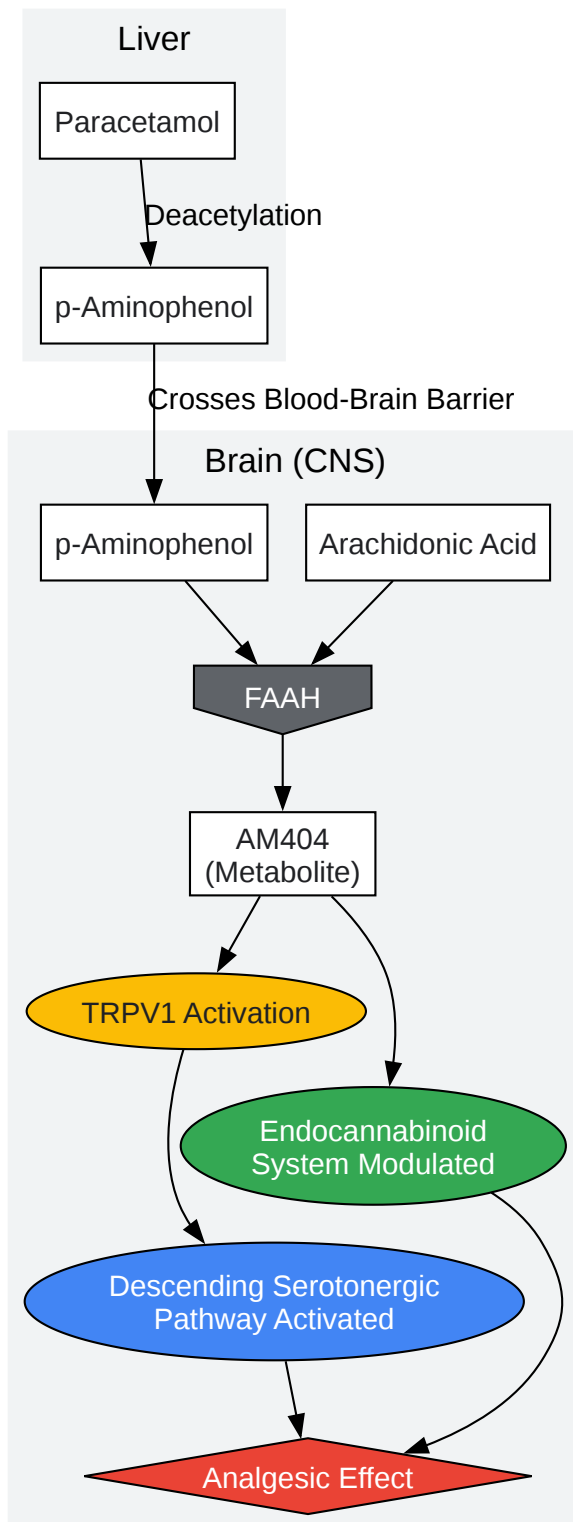 Liver
Paracetamol
Deacetylation
p-Aminophenol
Crosses Blood-Brain Barrier
Brain (CNS)
p-Aminophenol
Arachidonic Acid
FAAH
AM404
(Metabolite)
TRPV1 Activation
Endocannabinoid
System Modulated
Descending Serotonergic
Pathway Activated
Analgesic Effect